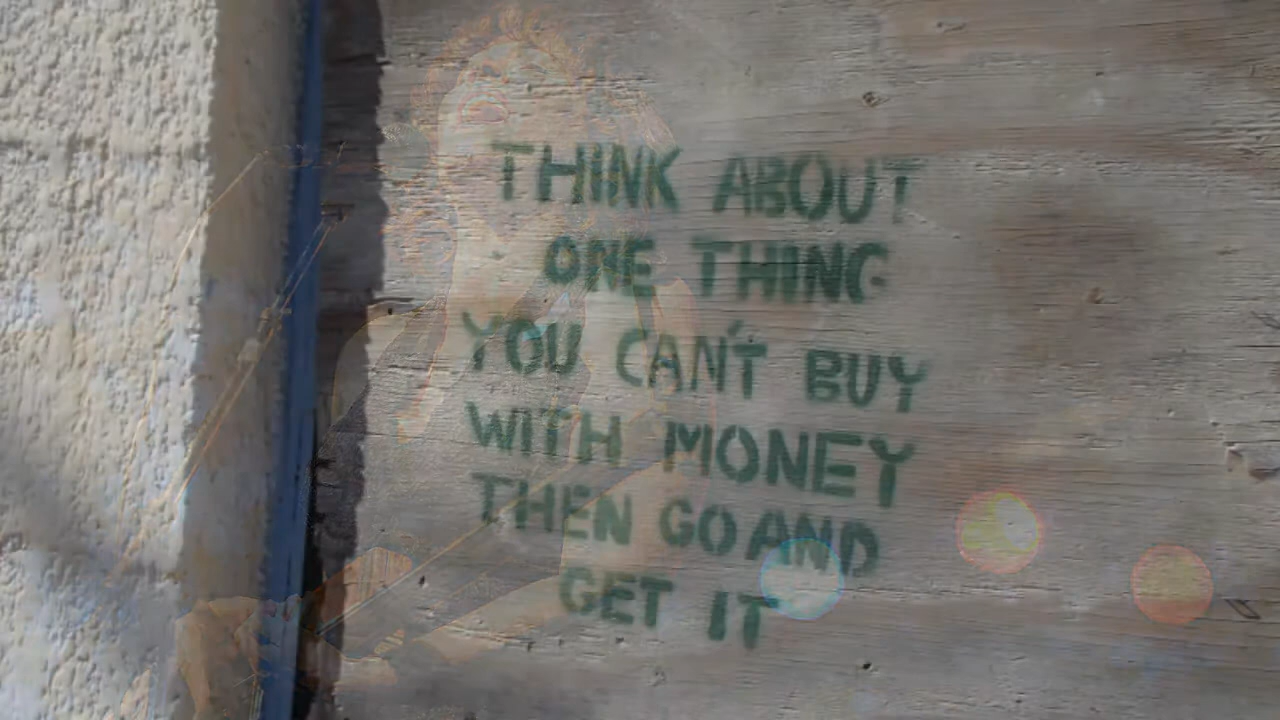 THINK ABOUT
ONE THING
YOU CAN'T BUY
WITH MONEY
THEN GO AND
GET IT